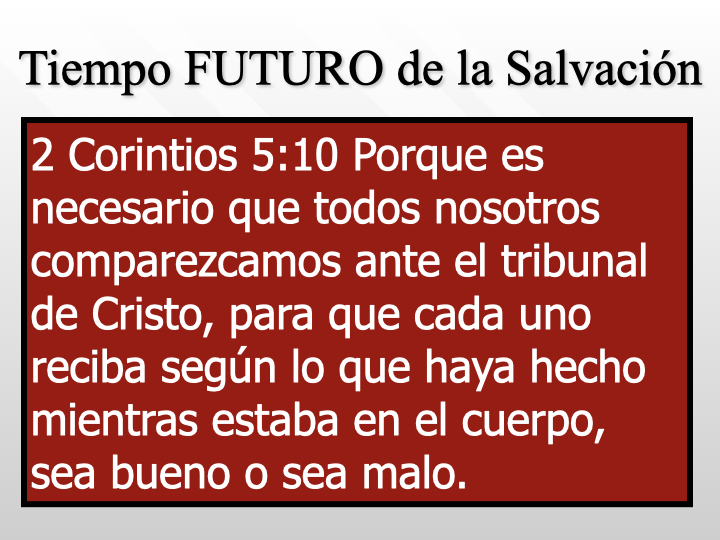 Tiempo FUTURO de la Salvación
2 Corintios 5:10 Porque es
necesario que todos nosotros
comparezcamos ante el tribunal
de Cristo, para que cada uno
reciba según lo que haya hecho
mientras estaba en el cuerpo,
sea bueno o sea malo.